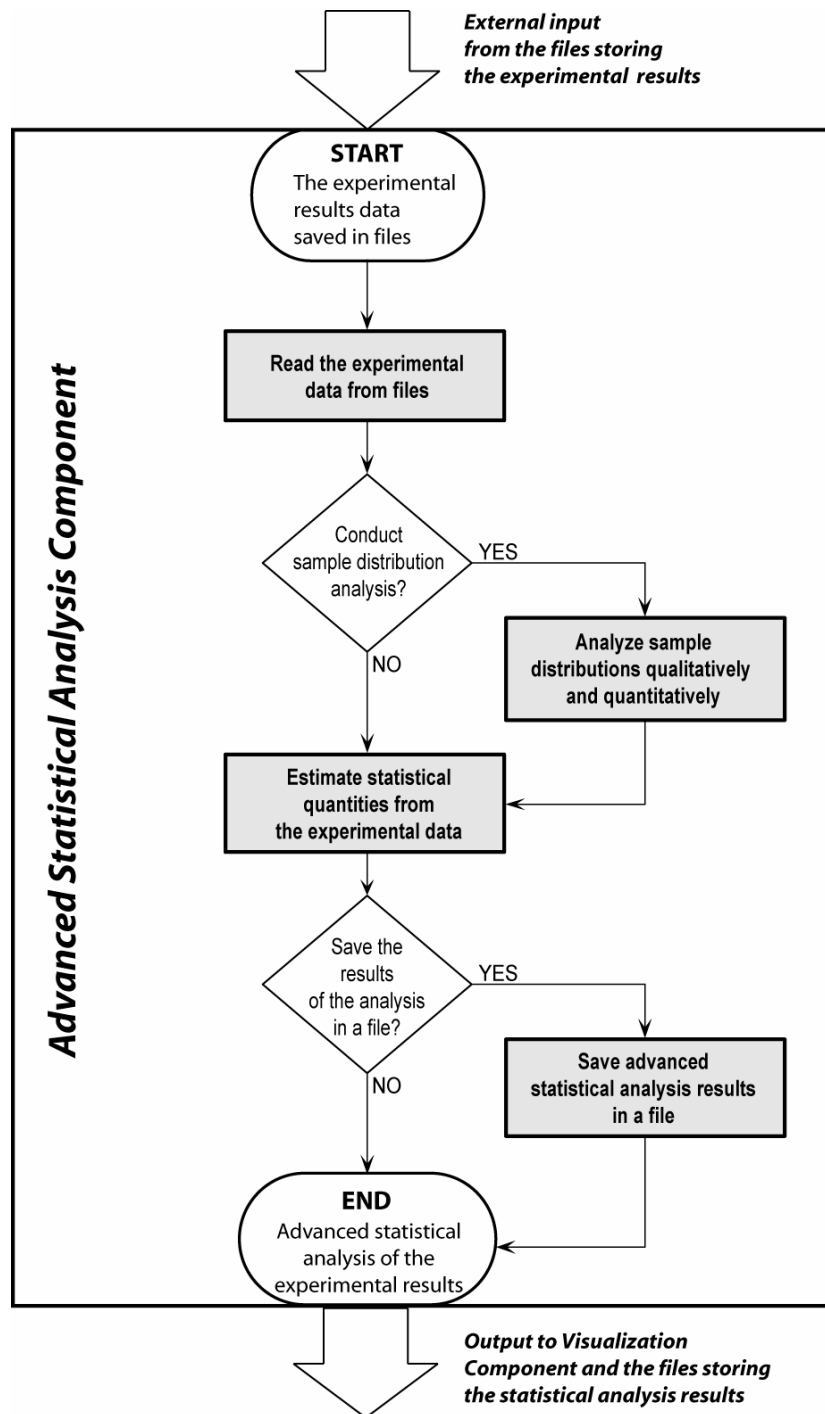 External input
from the files storing
the experimental results
START
The experimental
results data
saved in files
Advanced Statistical Analysis Component
Read the experimental
data from files
Conduct
sample distribution
analysis?
YES
NO
Analyze sample
distributions qualitatively
and quantitatively
Estimate statistical
quantities from
the experimental data
Save the
results
of the analysis
in a file?
YES
NO
Save advanced
statistical analysis results
in a file
END
Advanced statistical
analysis of the
experimental results
Output to Visualization
Component and the files storing
the statistical analysis results